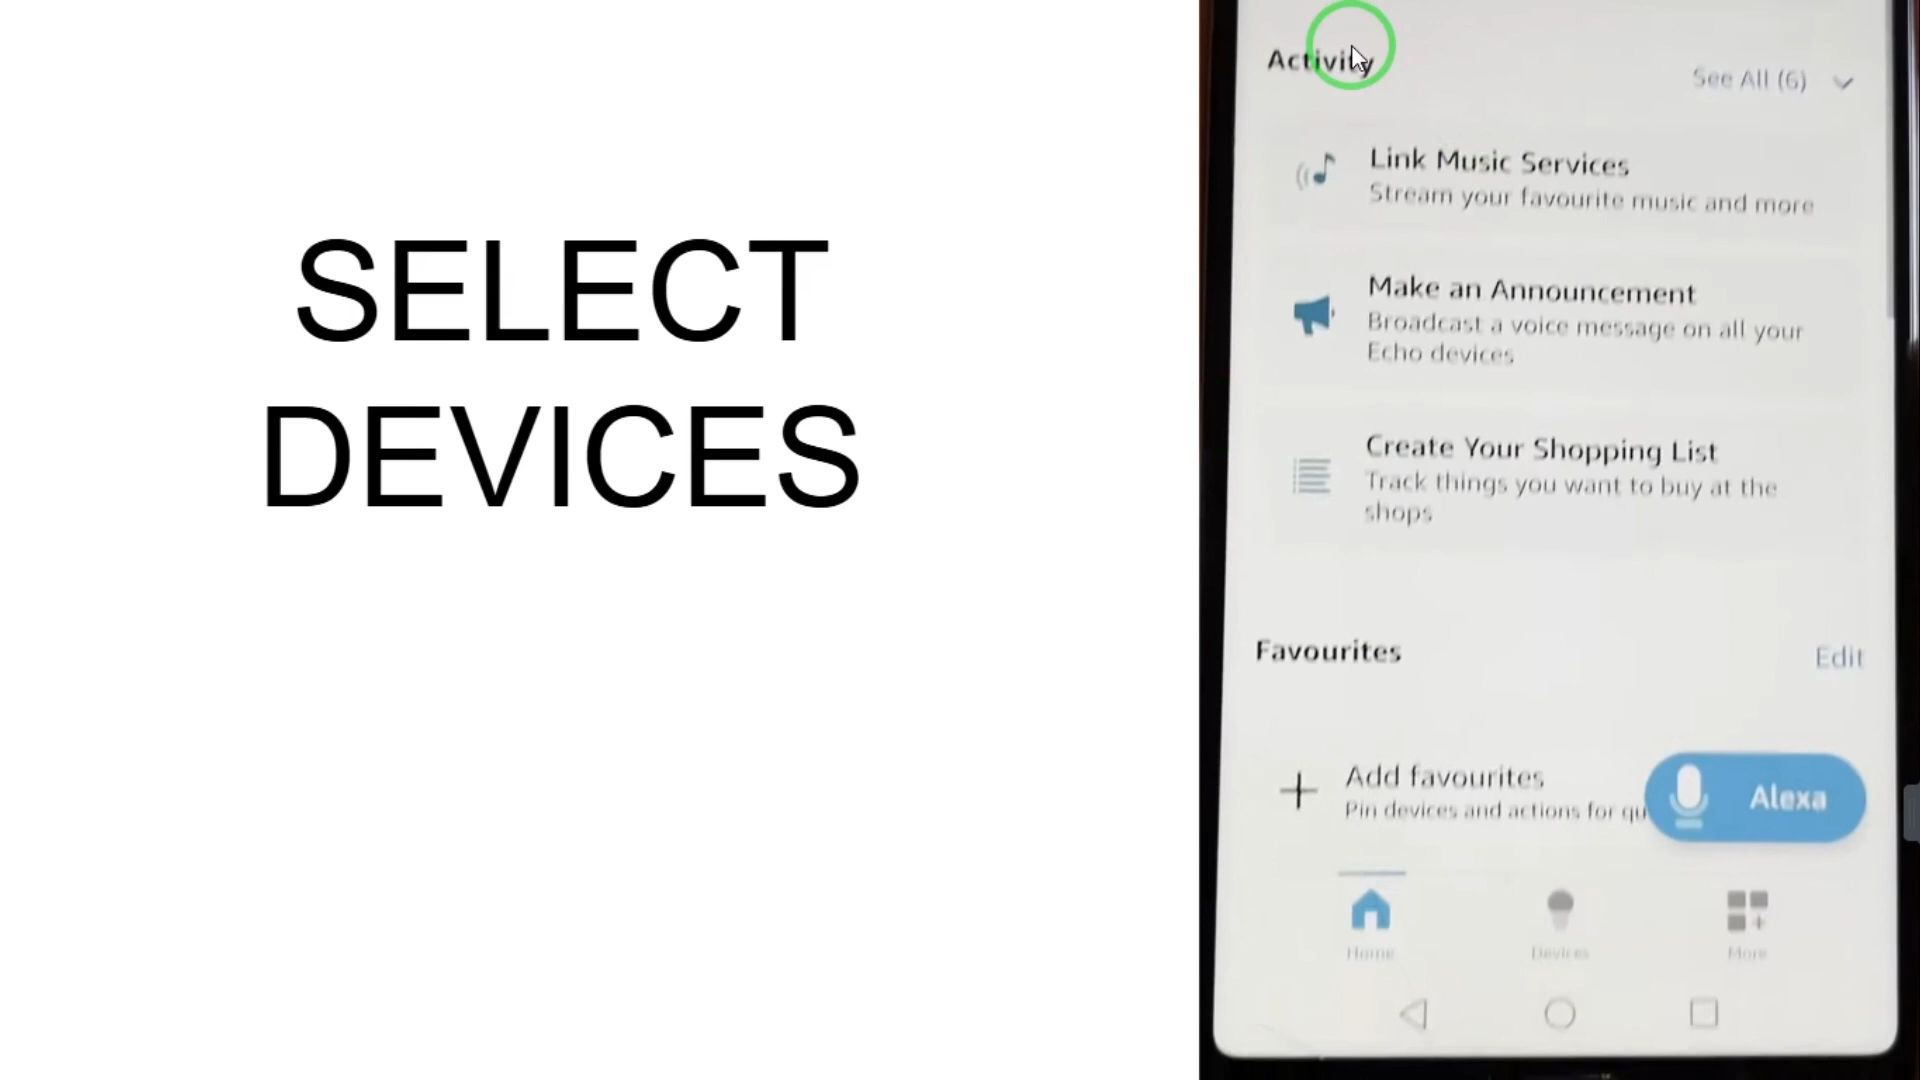 SELECT
DEVICES
Activity
See All (6)
Link Music Services
Stream your favourite music and more
Make an Announcement
Broadcast a voice message on all your
Echo devices
Create Your Shopping List
Track things you want to buy at the
shops
Favourites
Edit
Add favourites
Pin devices and actions for qu
Alexa
Home
Devices
More